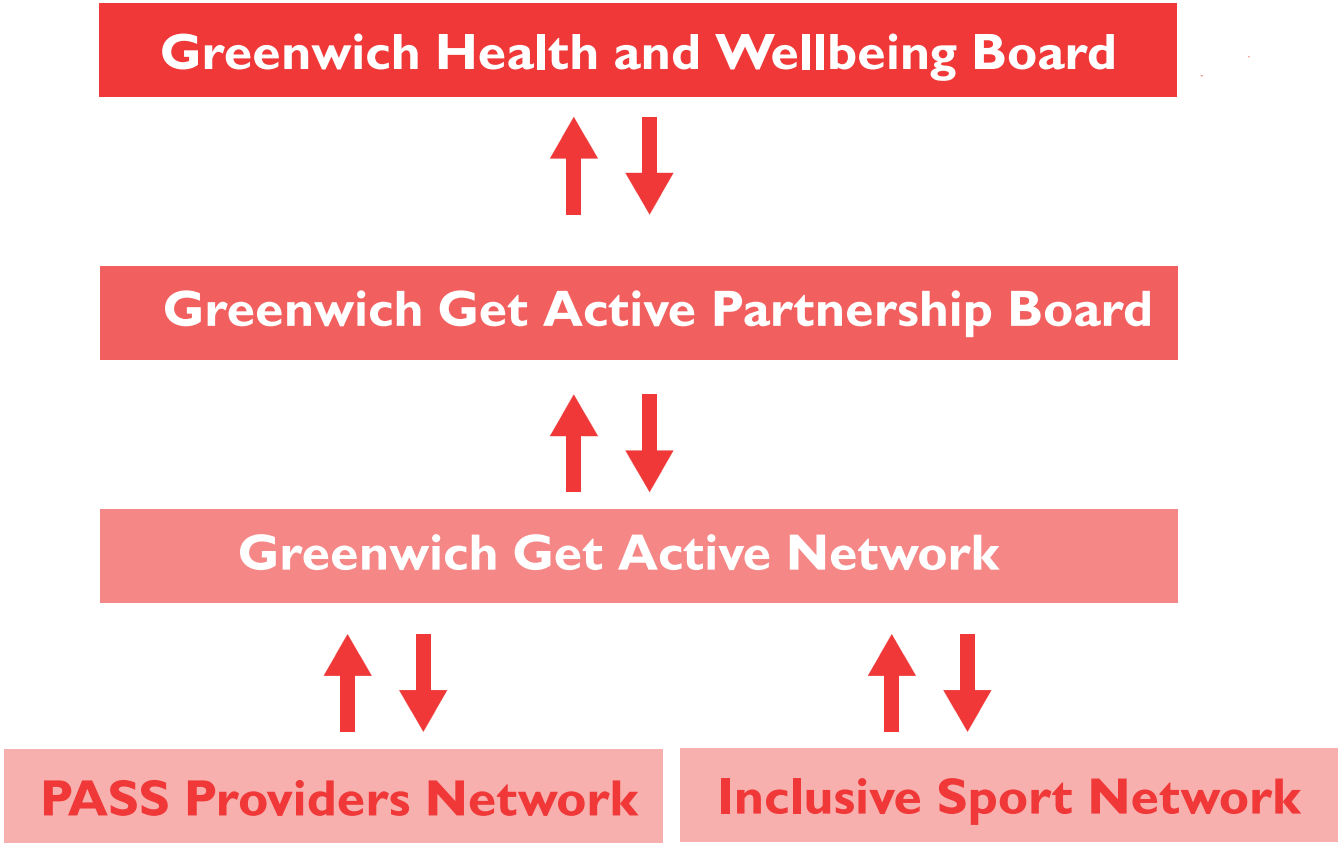 Greenwich Health and Wellbeing Board
Greenwich Get Active Partnership Board
Greenwich Get Active Network
PASS Providers Network
Inclusive Sport Network